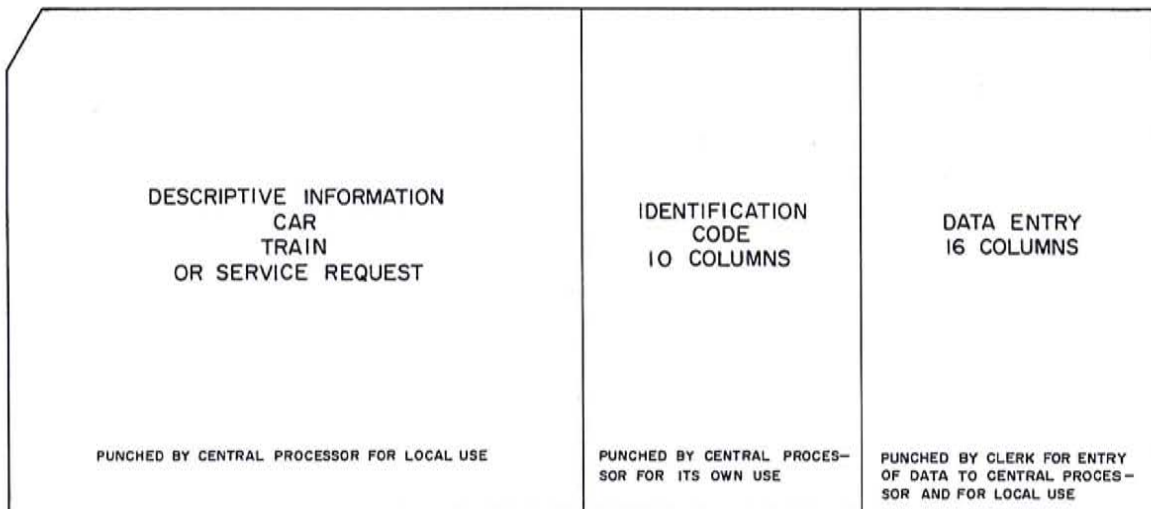 DESCRIPTIVE INFORMATION
CAR
TRAIN
OR SERVICE REQUEST
PUNCHED BY CENTRAL PROCESSOR FOR LOCAL USE
IDENTIFICATION
CODE
10 COLUMNS
PUNCHED BY CENTRAL PROCES-
SOR FOR ITS OWN USE
DATA ENTRY
16 COLUMNS
PUNCHED BY CLERK FOR ENTRY
OF DATA TO CENTRAL PROCES-
SOR AND FOR LOCAL USE